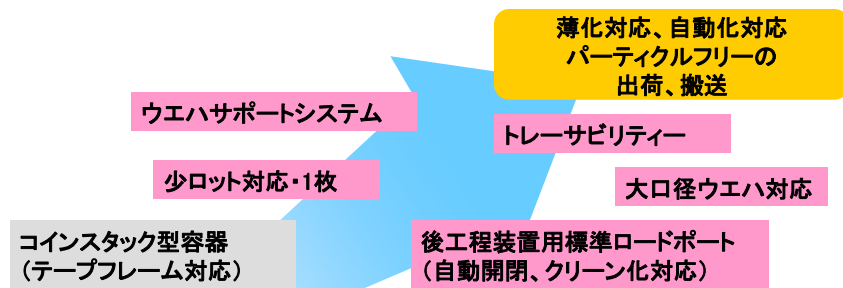 薄化対応、自動化対応
パーティクルフリーの
出荷、搬送
ウエハサポートシステム
トレーサビリティー
少ロット対応・1枚
大口径ウエハ対応
コインスタック型容器
（テープフレーム対応）
後工程装置用標準ロードポート
（自動開閉、クリーン化対応）